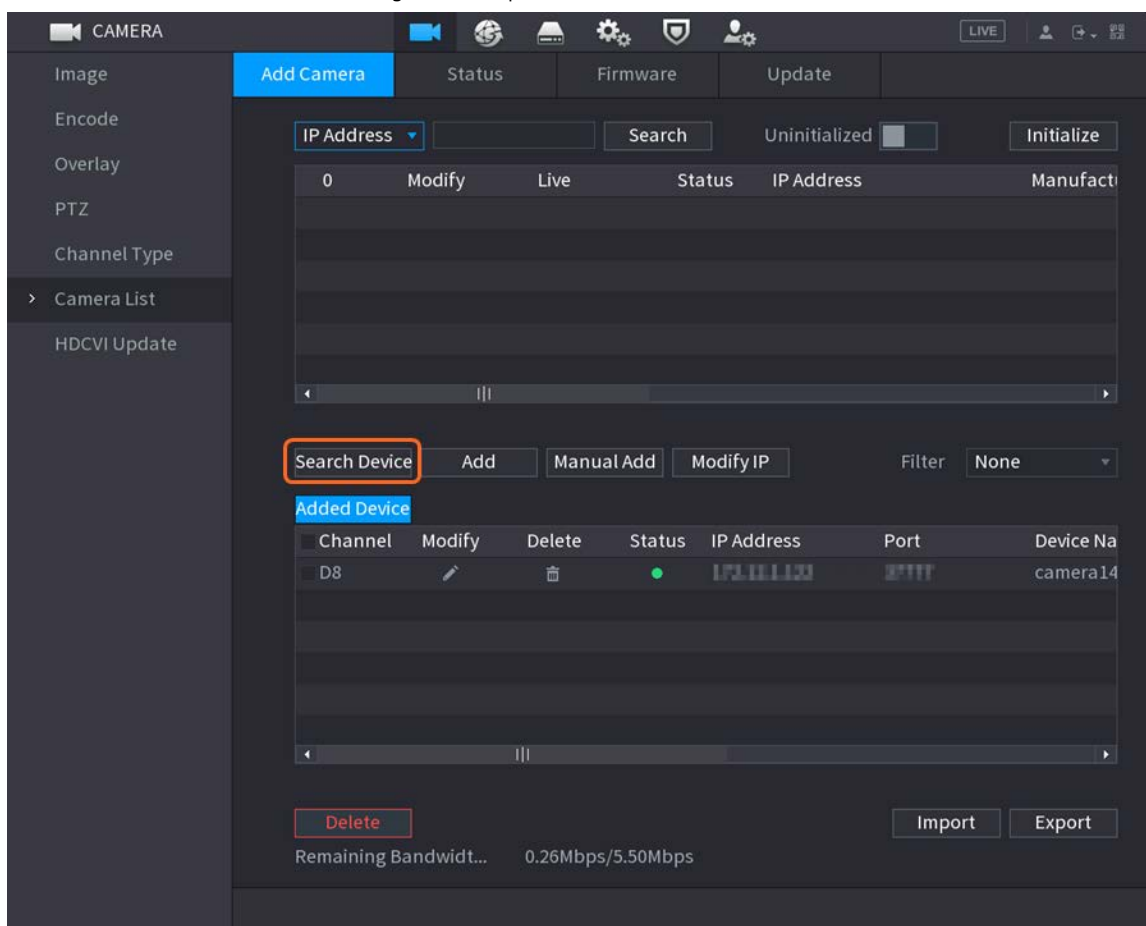 CAMERA LIVE
Image
Encode
Overlay
PTZ
Channel Type
Camera List
HDCVI Update
Add Camera Status Firmware Update
IP Address Search Uninitialized Initialize
0 Modify Live Status IP Address Manufactu
Search Device Add Manual Add Modify IP Filter None
Added Device
Channel Modify Delete Status IP Address Port Device Na
D8 camera14
Delete Import Export
Remaining Bandwidt... 0.26Mbps/5.50Mbps